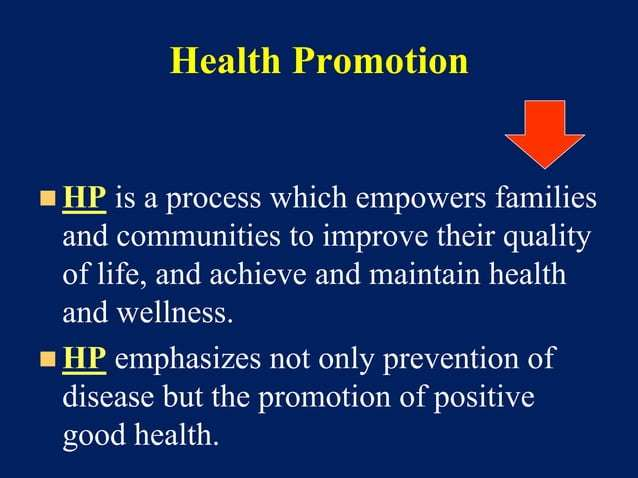 Health Promotion
HP is a process which empowers families
and communities to improve their quality
of life, and achieve and maintain health
and wellness.
HP emphasizes not only prevention of
disease but the promotion of positive
good health.